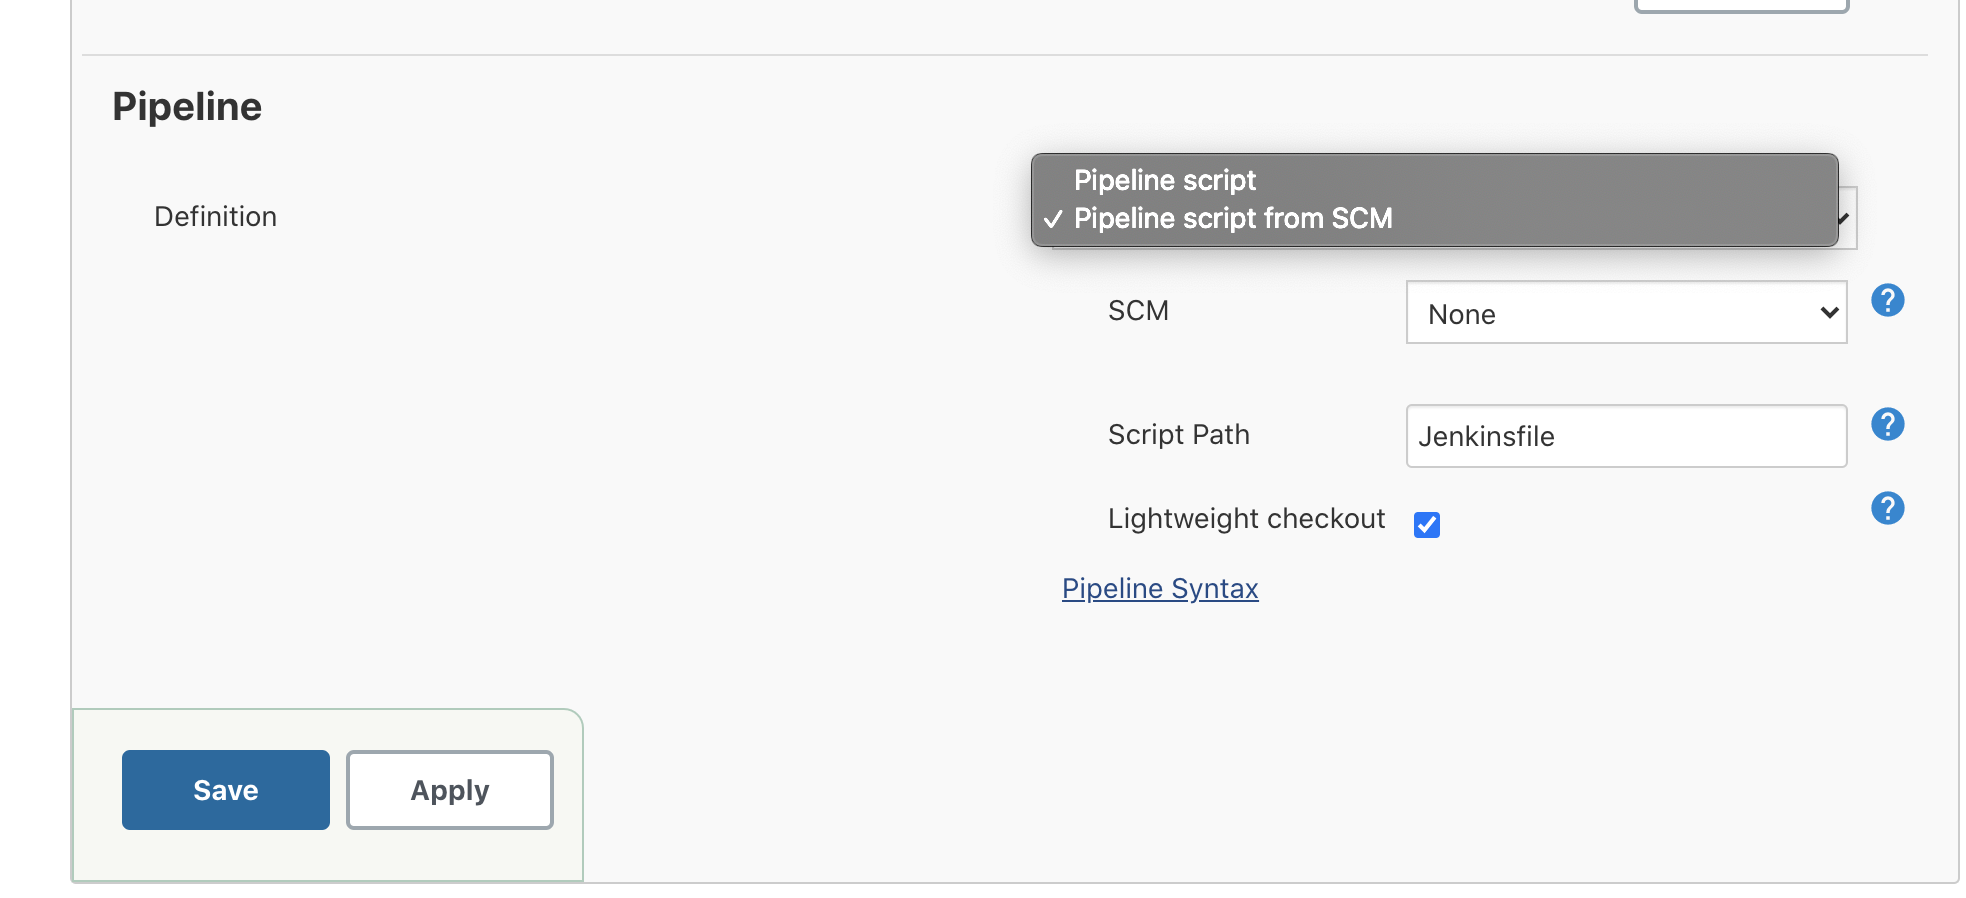 Pipeline
Definition
Pipeline script
✓ Pipeline script from SCM
SCM
None
?
Script Path
Jenkinsfile
?
Lightweight checkout
?
Pipeline Syntax
Save
Apply